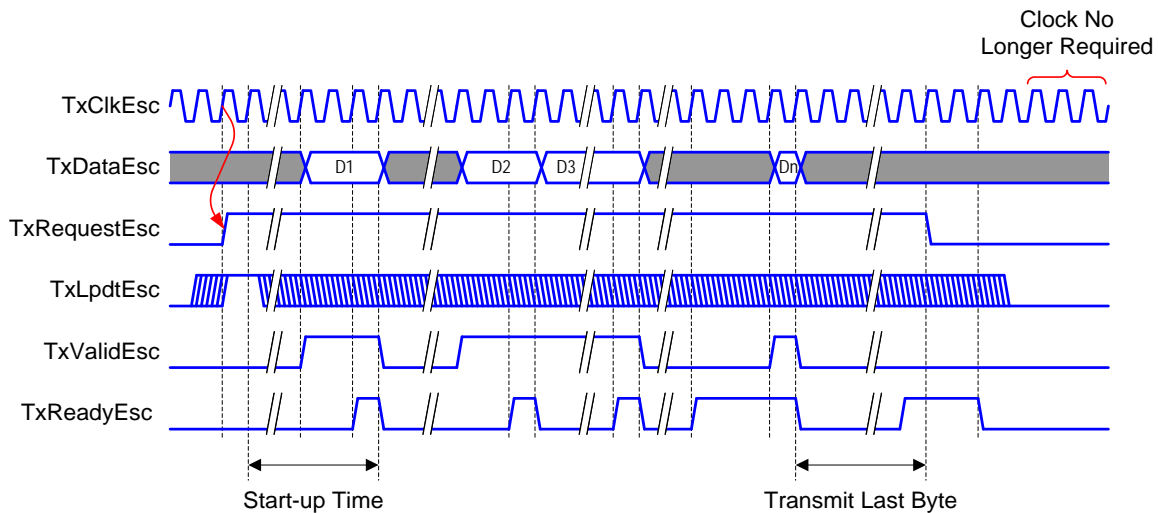 Clock No
Longer Required
TxClkEsc
TxDataEsc
D1
D2
D3
Dn
TxRequestEsc
TxLpdtEsc
TxValidEsc
TxReadyEsc
Start-up Time
Transmit Last Byte